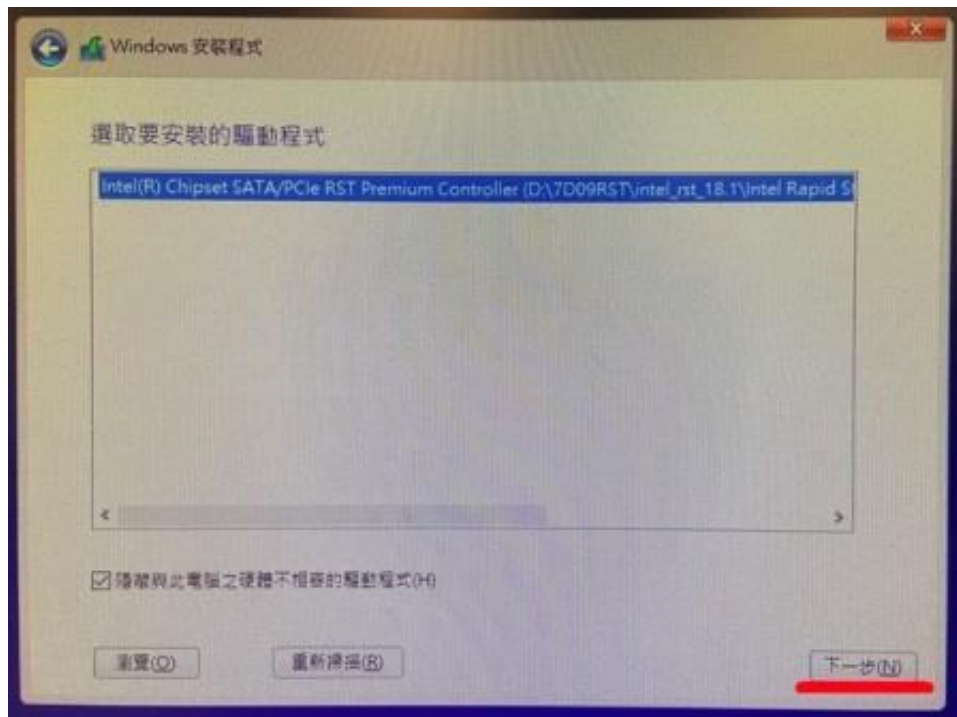 Windows 安裝程式
選取要安裝的驅動程式
Intel(R) Chipset SATA/PCIe RST Premium Controller (D:\7D09RST\intel_rst_18.1\Intel Rapid St
隱藏與此電腦之硬體不相容的驅動程式(H)
瀏覽(O)
重新掃描(R)
下一步(N)